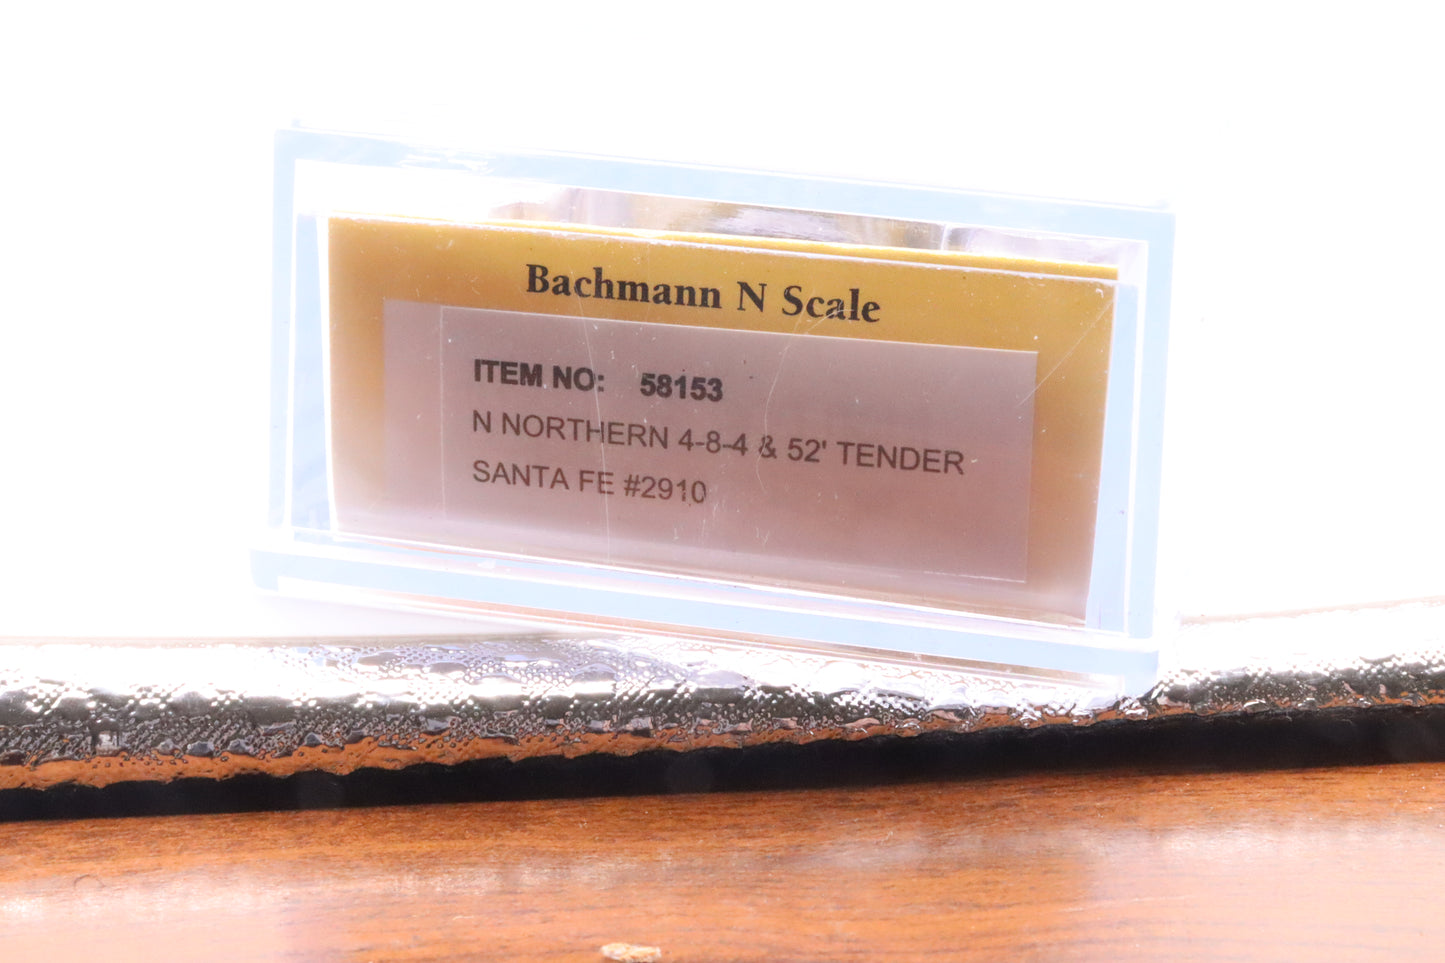 Bachmann N Scale
ITEM NO: 58153
N NORTHERN 4-8-4 & 52' TENDER
SANTA FE #2910